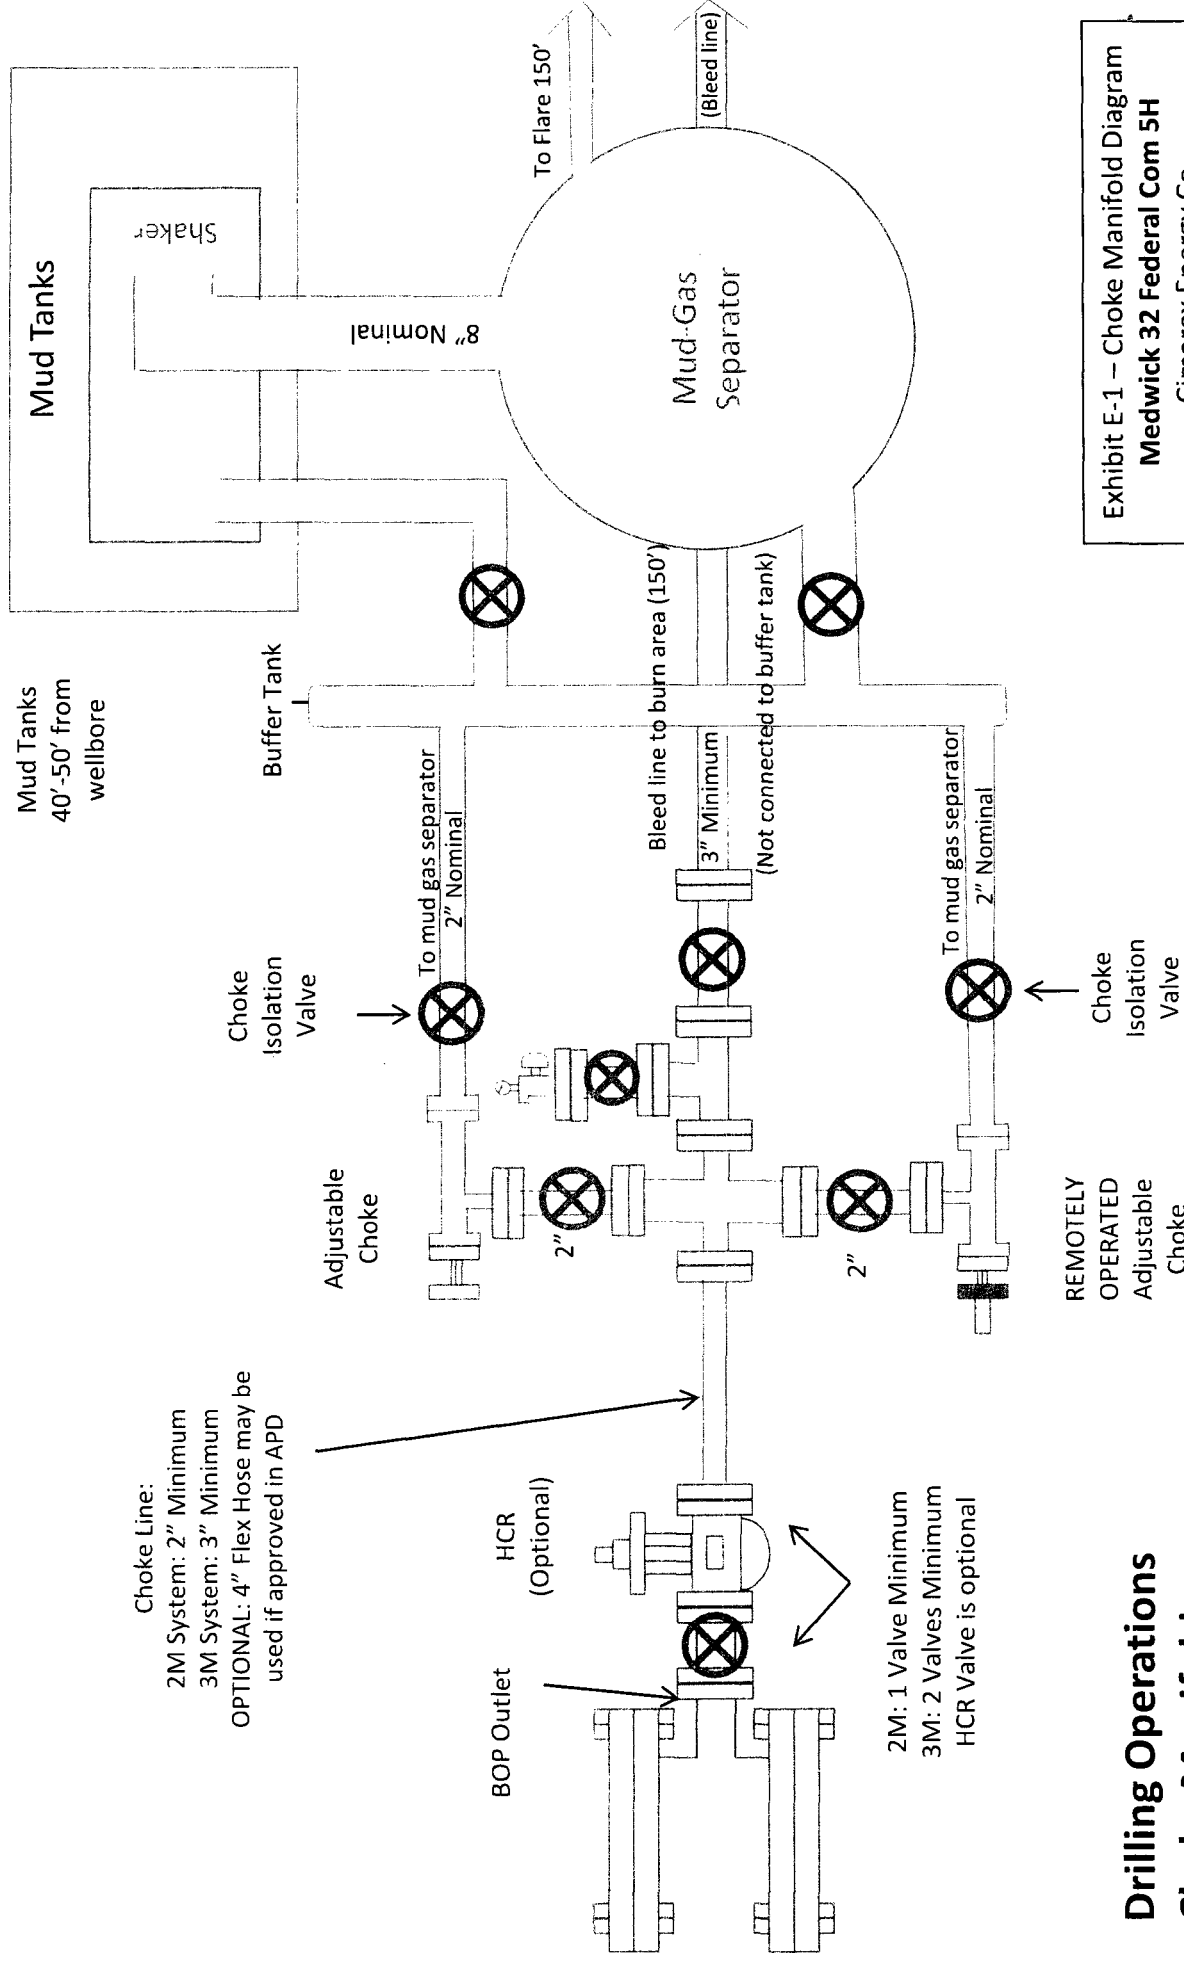 Mud Tanks
40'-50' from
wellbore
Mud Tanks
Shaker
8" Nominal
Buffer Tank
To Flare 150'
(Bleed line)
Mud-Gas
Separator
Choke Line:
2M System: 2" Minimum
3M System: 3" Minimum
OPTIONAL: 4" Flex Hose may be
used if approved in APD
Adjustable
Choke
Choke
Isolation
Valve
To mud gas separator
2" Nominal
2"
Bleed line to burn area (150')
3" Minimum
(Not connected to buffer tank)
HCR
(Optional)
BOP Outlet
2M: 1 Valve Minimum
3M: 2 Valves Minimum
HCR Valve is optional
2"
To mud gas separator
2" Nominal
REMOTELY
OPERATED
Adjustable
Choke
Choke
Isolation
Valve
Drilling Operations
Exhibit E-1 – Choke Manifold Diagram
Medwick 32 Federal Com 5H